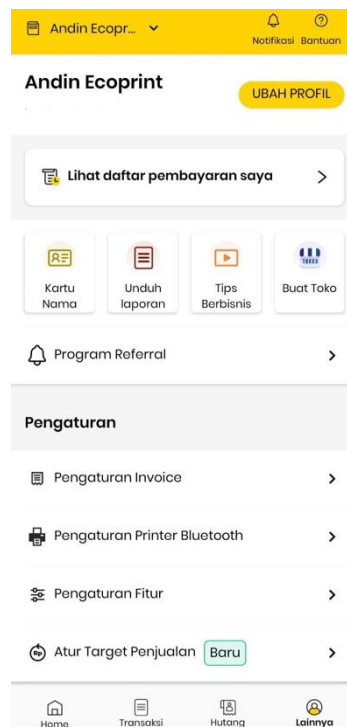 Andin Ecopr...
Notifikasi Bantuan
Andin Ecoprint
UBAH PROFIL
Lihat daftar pembayaran saya
Kartu Nama
Unduh laporan
Tips Berbisnis
TOKO
Buat Toko
Program Referral
Pengaturan
Pengaturan Invoice
Pengaturan Printer Bluetooth
Pengaturan Fitur
Rp
Atur Target Penjualan Baru
Home Transaksi Hutang Lainnya